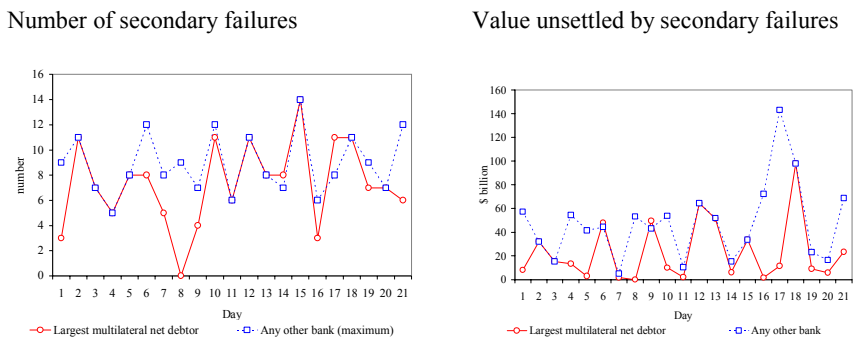 Number of secondary failures
Value unsettled by secondary failures
16
14
12
10
8
6
4
2
0
number
1 2 3 4 5 6 7 8 9 10 11 12 13 14 15 16 17 18 19 20 21
Day
Largest multilateral net debtor
Any other bank (maximum)
160
140
120
100
80
60
40
20
0
$ billion
1 2 3 4 5 6 7 8 9 10 11 12 13 14 15 16 17 18 19 20 21
Day
Largest multilateral net debtor
Any other bank